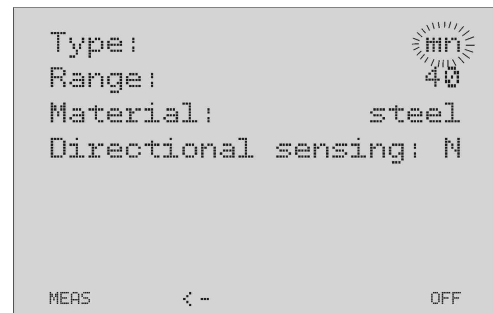 Type: mn
Range: 40
Material: steel
Directional sensing: N
MEAS <- OFF